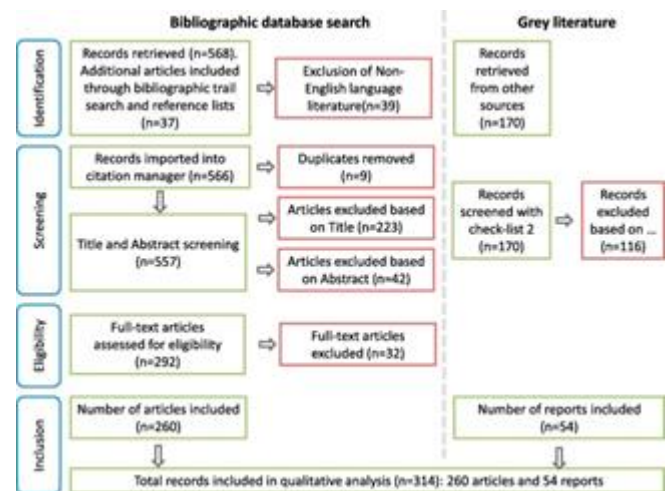 Bibliographic database search
Grey literature
Identification
Records retrieved (n=568).
Additional articles included
through bibliographic trail
search and reference lists
(n=37)
Exclusion of Non-
English language
literature(n=39)
Records
retrieved
from other
sources
(n=170)
Screening
Records imported into
citation manager (n=566)
Duplicates removed
(n=9)
Title and Abstract screening
(n=557)
Articles excluded based
on Title (n=223)
Articles excluded based
on Abstract (n=42)
Records
screened with
check-list 2
(n=170)
Records
excluded
based on ...
(n=116)
Eligibility
Full-text articles
assessed for eligibility
(n=292)
Full-text articles
excluded (n=32)
Inclusion
Number of articles included
(n=260)
Number of reports included
(n=54)
Total records included in qualitative analysis (n=314): 260 articles and 54 reports